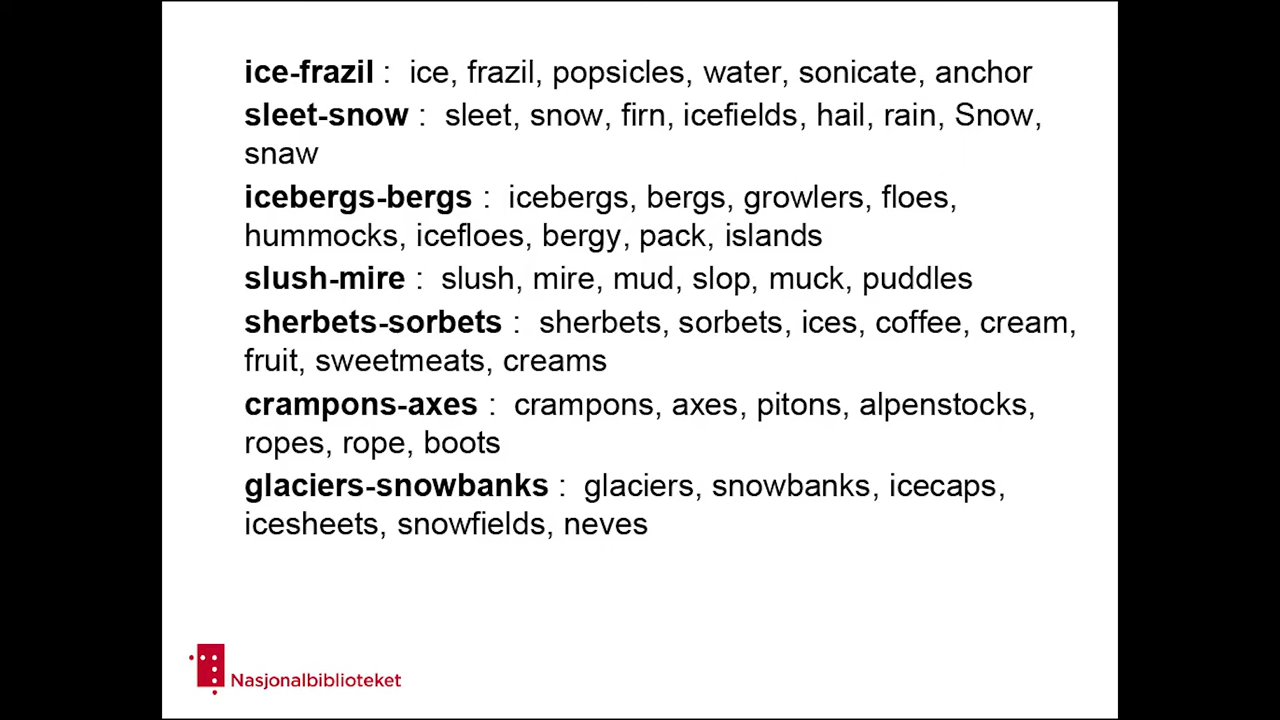 ice-frazil :  ice, frazil, popsicles, water, sonicate, anchor
sleet-snow :  sleet, snow, firn, icefields, hail, rain, Snow,
snaw
icebergs-bergs :  icebergs, bergs, growlers, floes,
hummocks, icefloes, bergy, pack, islands
slush-mire :  slush, mire, mud, slop, muck, puddles
sherbets-sorbets :  sherbets, sorbets, ices, coffee, cream,
fruit, sweetmeats, creams
crampons-axes :  crampons, axes, pitons, alpenstocks,
ropes, rope, boots
glaciers-snowbanks :  glaciers, snowbanks, icecaps,
icesheets, snowfields, neves
Nasjonalbiblioteket